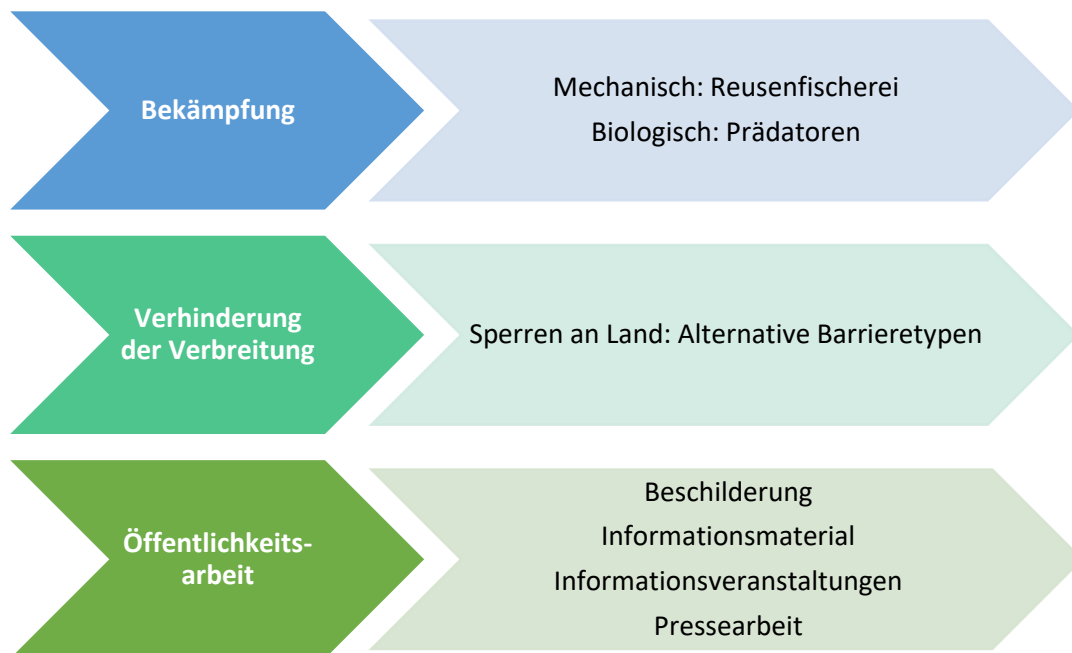 Bekämpfung
Mechanisch: Reusenfischerei
Biologisch: Prädatoren
Verhinderung
der Verbreitung
Sperren an Land: Alternative Barrieretypen
Öffentlichkeits-
arbeit
Beschilderung
Informationsmaterial
Informationsveranstaltungen
Pressearbeit